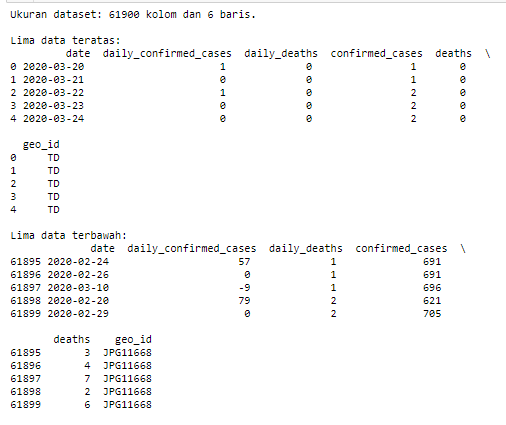 Ukuran dataset: 61900 kolom dan 6 baris.
Lima data teratas:
date daily_confirmed_cases daily_deaths confirmed_cases deaths \
0 2020-03-20 1 0 1 0
1 2020-03-21 0 0 1 0
2 2020-03-22 1 0 2 0
3 2020-03-23 0 0 2 0
4 2020-03-24 0 0 2 0
geo_id
0 TD
1 TD
2 TD
3 TD
4 TD
Lima data terbawah:
date daily_confirmed_cases daily_deaths confirmed_cases \
61895 2020-02-24 57 1 691
61896 2020-02-26 0 1 691
61897 2020-03-10 -9 1 696
61898 2020-02-20 79 2 621
61899 2020-02-29 0 2 705
deaths geo_id
61895 3 JPG11668
61896 4 JPG11668
61897 7 JPG11668
61898 2 JPG11668
61899 6 JPG11668